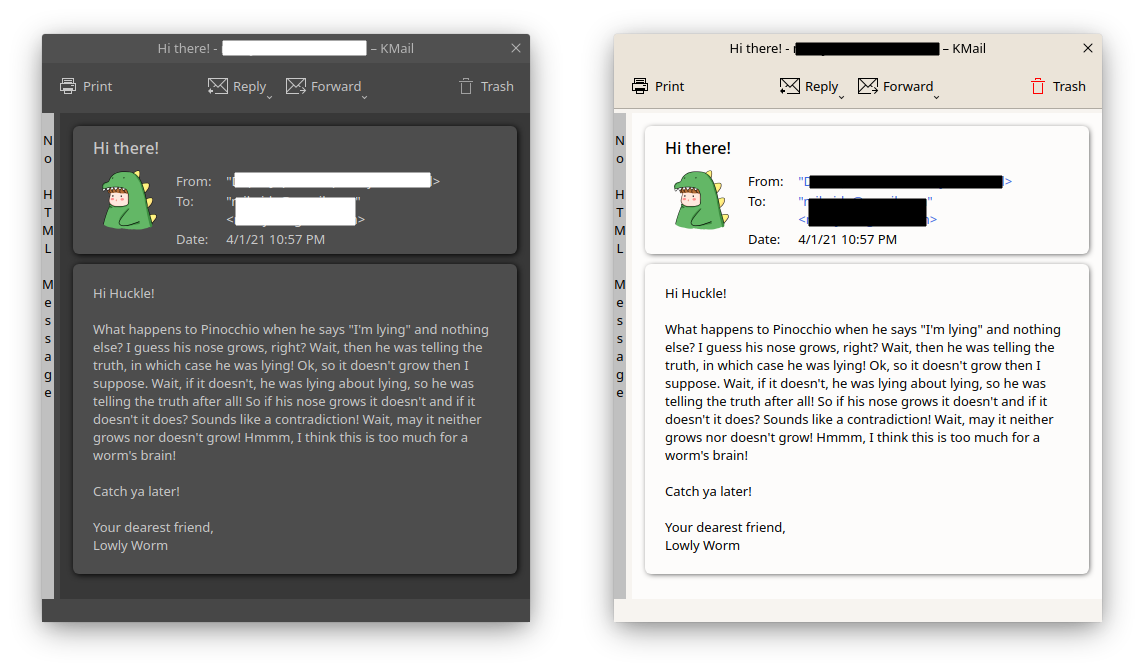 Hi there! - – KMail
Print Reply Forward Trash
No HTML Message
Hi there!
From: " >
To: " "
< >
Date: 4/1/21 10:57 PM
Hi Huckle!
What happens to Pinocchio when he says "I'm lying" and nothing
else? I guess his nose grows, right? Wait, then he was telling the
truth, in which case he was lying! Ok, so it doesn't grow then I
suppose. Wait, if it doesn't, he was lying about lying, so he was
telling the truth after all! So if his nose grows it doesn't and if it
doesn't it does? Sounds like a contradiction! Wait, may it neither
grows nor doesn't grow! Hmmm, I think this is too much for a
worm's brain!
Catch ya later!
Your dearest friend,
Lowly Worm
Hi there! - – KMail
Print Reply Forward Trash
No HTML Message
Hi there!
From: "D >
To: " "
< >
Date: 4/1/21 10:57 PM
Hi Huckle!
What happens to Pinocchio when he says "I'm lying" and nothing
else? I guess his nose grows, right? Wait, then he was telling the
truth, in which case he was lying! Ok, so it doesn't grow then I
suppose. Wait, if it doesn't, he was lying about lying, so he was
telling the truth after all! So if his nose grows it doesn't and if it
doesn't it does? Sounds like a contradiction! Wait, may it neither
grows nor doesn't grow! Hmmm, I think this is too much for a
worm's brain!
Catch ya later!
Your dearest friend,
Lowly Worm